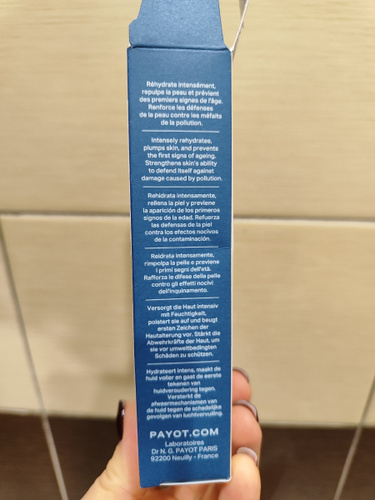 Réhydrate intensément,
repulpe la peau et prévient
des premiers signes de l'âge.
Renforce les défenses
de la peau contre les méfaits
de la pollution.
Intensely rehydrates,
plumps skin, and prevents
the first signs of ageing.
Strengthens skin's ability
to defend itself against
damage caused by pollution.
Rehidrata intensamente,
rellena la piel y previene
la aparición de los primeros
signos de la edad. Refuerza
las defensas de la piel
contra los efectos nocivos
de la contaminación.
Reidrata intensamente,
rimpolpa la pelle e previene
i primi segni dell'età.
Rafforza le difese della pelle
contro gli effetti nocivi
dell'inquinamento.
Versorgt die Haut intensiv
mit Feuchtigkeit,
polstert sie auf und beugt
ersten Zeichen der
Hautalterung vor. Stärkt die
Abwehrkräfte der Haut, um
sie vor umweltbedingten
Schäden zu schützen.
Hydrateert intens, maakt de
huid voller en gaat de eerste
tekenen van
huidveroudering tegen.
Versterkt de
afweermechanismen van
de huid tegen de schadelijke
gevolgen van luchtvervuiling.
PAYOT.COM
Laboratoires
Dr N. G. PAYOT PARIS
92200 Neuilly - France